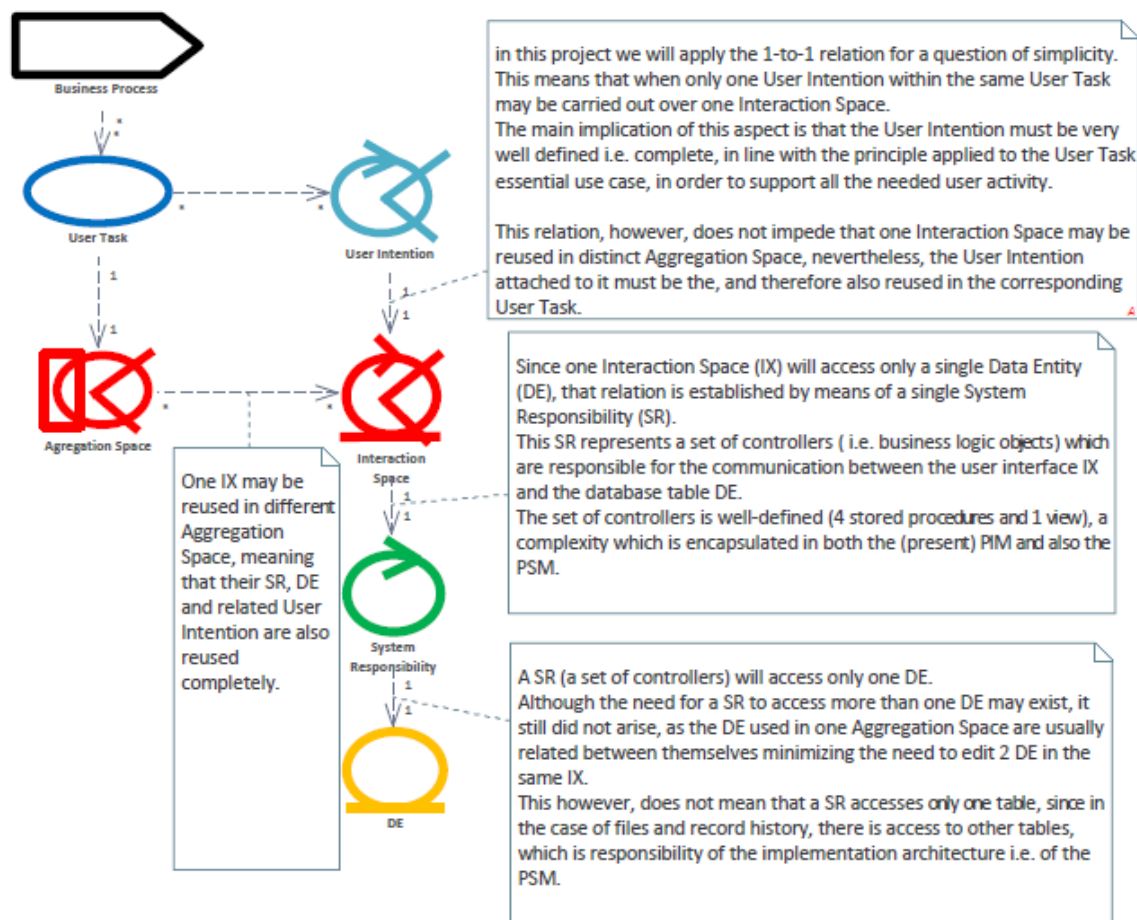 Business Process
*
*
User Task
*
*
User Intention
1
1
1
1
Agregation Space
*
*
Interaction
Space
1
1
System
Responsibility
1
1
DE
in this project we will apply the 1-to-1 relation for a question of simplicity.
This means that when only one User Intention within the same User Task
may be carried out over one Interaction Space.
The main implication of this aspect is that the User Intention must be very
well defined i.e. complete, in line with the principle applied to the User Task
essential use case, in order to support all the needed user activity.
This relation, however, does not impede that one Interaction Space may be
reused in distinct Aggregation Space, nevertheless, the User Intention
attached to it must be the, and therefore also reused in the corresponding
User Task.
A
Since one Interaction Space (IX) will access only a single Data Entity
(DE), that relation is established by means of a single System
Responsibility (SR).
This SR represents a set of controllers ( i.e. business logic objects) which
are responsible for the communication between the user interface IX
and the database table DE.
The set of controllers is well-defined (4 stored procedures and 1 view), a
complexity which is encapsulated in both the (present) PIM and also the
PSM.
One IX may be
reused in different
Aggregation
Space, meaning
that their SR, DE
and related User
Intention are also
reused
completely.
A SR (a set of controllers) will access only one DE.
Although the need for a SR to access more than one DE may exist, it
still did not arise, as the DE used in one Aggregation Space are usually
related between themselves minimizing the need to edit 2 DE in the
same IX.
This however, does not mean that a SR accesses only one table, since in
the case of files and record history, there is access to other tables,
which is responsibility of the implementation architecture i.e. of the
PSM.